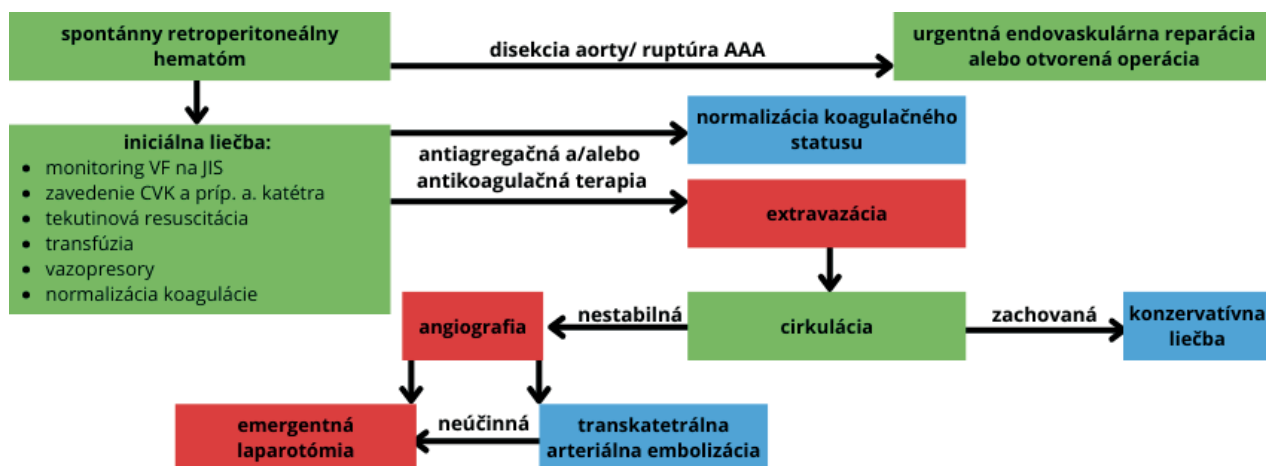 spontánny retroperitoneálny
hematóm
disekcia aorty/ ruptúra AAA
urgentná endovaskulárna reparácia
alebo otvorená operácia
iniciálna liečba:
• monitoring VF na JIS
• zavedenie CVK a príp. a. katétra
• tekutinová resuscitácia
• transfúzia
• vazopresory
• normalizácia koagulácie
normalizácia koagulačného
statusu
antiagregačná a/alebo
antikoagulačná terapia
extravazácia
angiografia
nestabilná
cirkulácia
zachovaná
konzervatívna
liečba
emergentná
laparotómia
neúčinná
transkatetrálna
arteriálna embolizácia